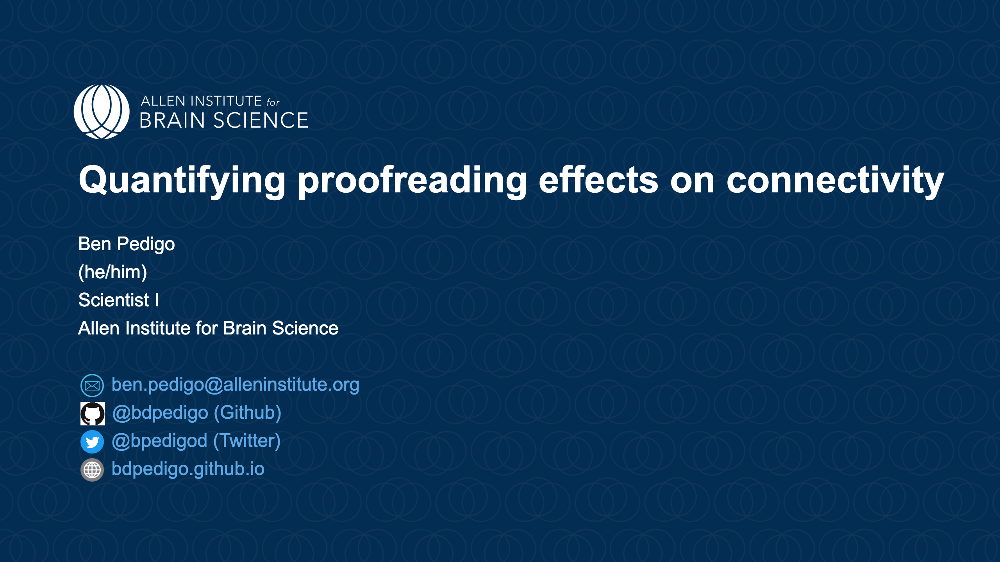 ALLEN INSTITUTE for
BRAIN SCIENCE
Quantifying proofreading effects on connectivity
Ben Pedigo
(he/him)
Scientist I
Allen Institute for Brain Science
ben.pedigo@alleninstitute.org
@bdpedigo (Github)
@bpedigod (Twitter)
bdpedigo.github.io